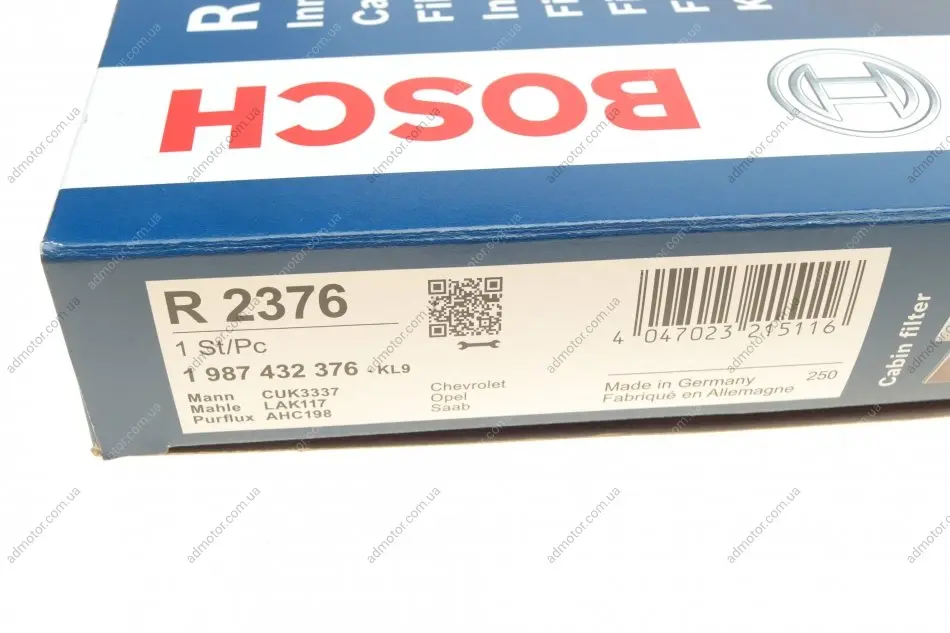 R
BOSCH
R 2376
1 St/Pc
1 987 432 376 - KL9
Mann CUK3337
Mahle LAK117
Purflux AHC198
Chevrolet
Opel
Saab
4 047023 215116
Made in Germany
Fabriqué en Allemagne
250
Cabin filter
admotor.com.ua